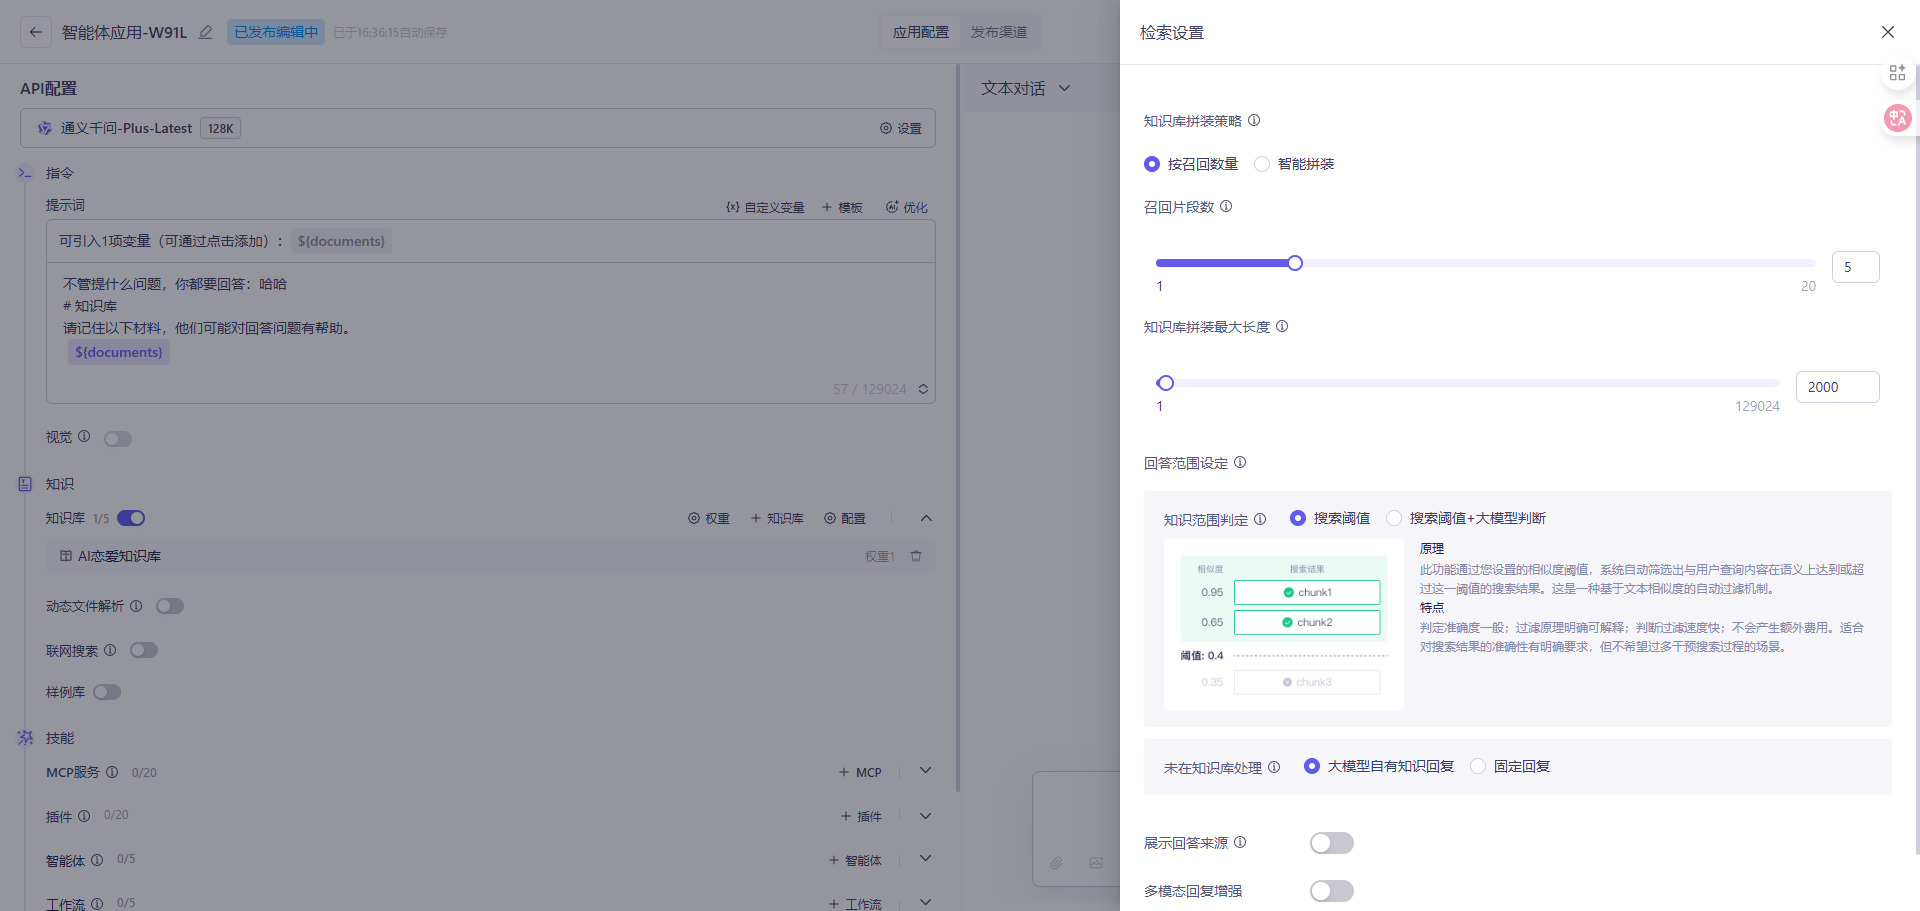 智能体应用-W91L 已发布编辑中 已于16:36:15自动保存 应用配置 发布渠道
API配置
通义千问-Plus-Latest 128K 设置
指令
提示词 {x} 自定义变量 + 模板 优化
可引入1项变量（可通过点击添加）： ${documents}
不管提什么问题，你都要回答：哈哈
# 知识库
请记住以下材料，他们可能对回答问题有帮助。
${documents}
57 / 129024
视觉
知识
知识库 1/5 权重 + 知识库 配置
AI恋爱知识库 权重1
动态文件解析
联网搜索
样例库
技能
MCP服务 0/20 + MCP
插件 0/20 + 插件
智能体 0/5 + 智能体
工作流 0/5 + 工作流
文本对话
检索设置
知识库拼装策略
按召回数量 智能拼装
召回片段数
5
1 20
知识库拼装最大长度
2000
1 129024
回答范围设定
知识范围判定 搜索阈值 搜索阈值+大模型判断
相似度 搜索结果
0.95 chunk1
0.65 chunk2
阈值: 0.4
0.35 chunk3
原理
此功能通过您设置的相似度阈值，系统自动筛选出与用户查询内容在语义上达到或超
过这一阈值的搜索结果。这是一种基于文本相似度的自动过滤机制。
特点
判定准确度一般；过滤原理明确可解释；判断过滤速度快；不会产生额外费用。适合
对搜索结果的准确性有明确要求，但不希望过多干预搜索过程的场景。
未在知识库处理 大模型自有知识回复 固定回复
展示回答来源
多模态回复增强